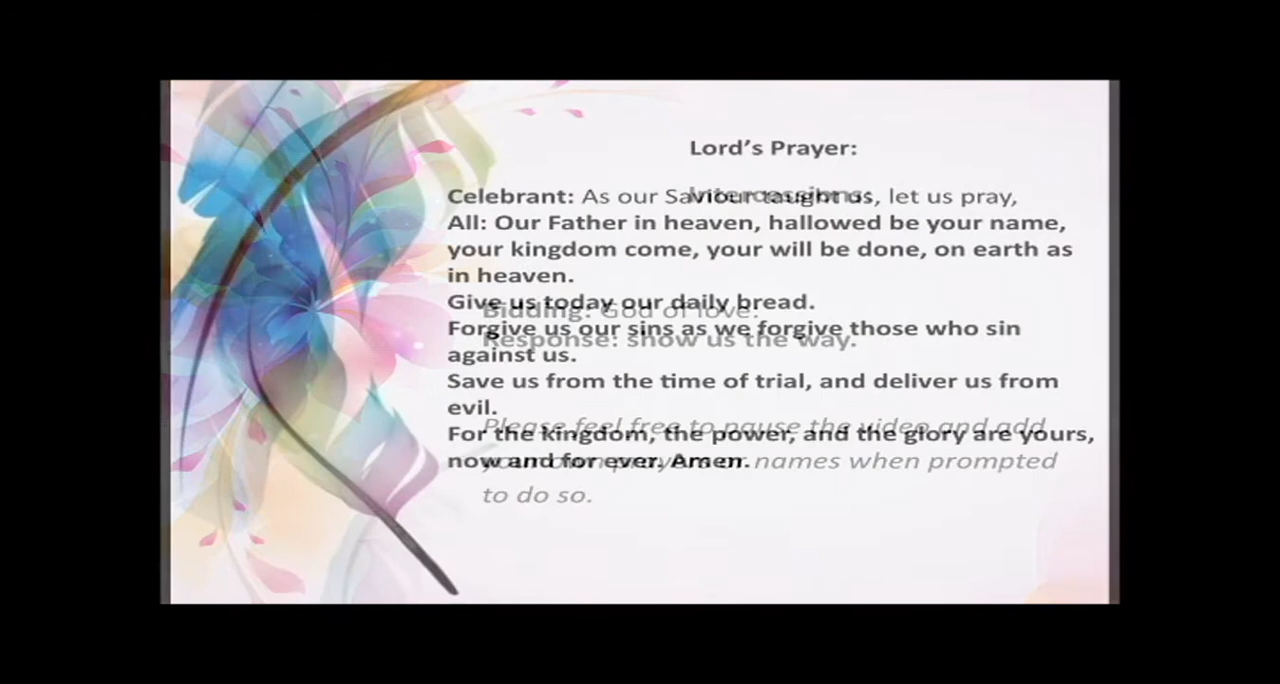 Lord’s Prayer:
Intercessions:
Celebrant: As our Saviour taught us, let us pray,
All: Our Father in heaven, hallowed be your name,
your kingdom come, your will be done, on earth as
in heaven.
Give us today our daily bread.
Bidding: God of love:
Forgive us our sins as we forgive those who sin
Response: show us the way.
against us.
Save us from the time of trial, and deliver us from
evil.
Please feel free to pause the video and add
For the kingdom, the power, and the glory are yours,
now and for ever. Amen.
your own prayers or names when prompted
to do so.